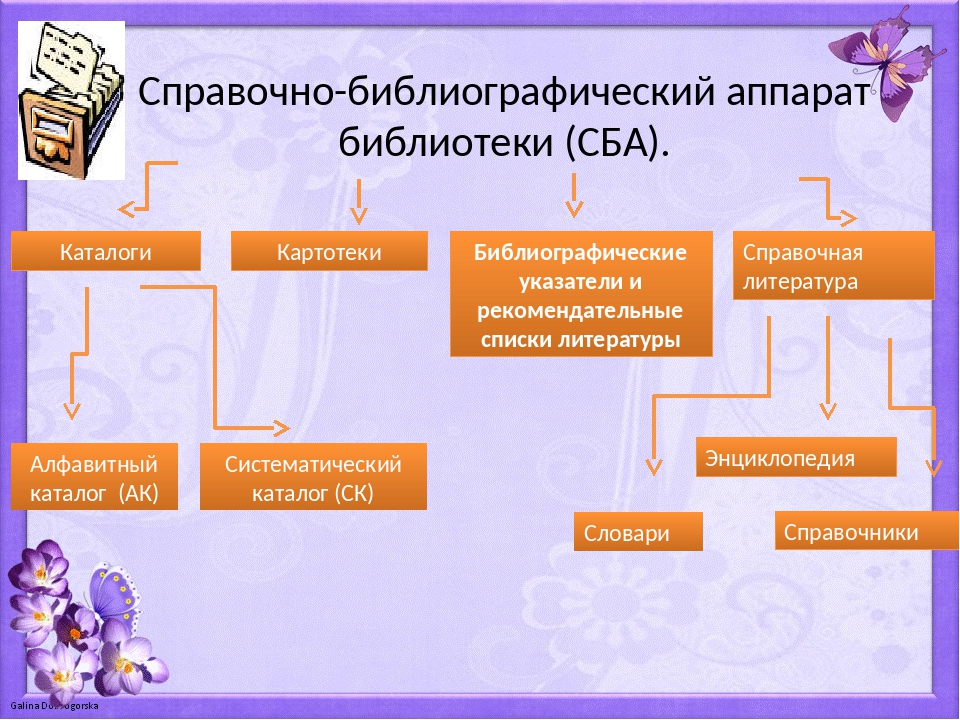 Справочно-библиографический аппарат
библиотеки (СБА).
Каталоги
Картотеки
Библиографические
указатели и
рекомендательные
списки литературы
Справочная
литература
Алфавитный
каталог (АК)
Систематический
каталог (СК)
Энциклопедия
Словари
Справочники
Galina